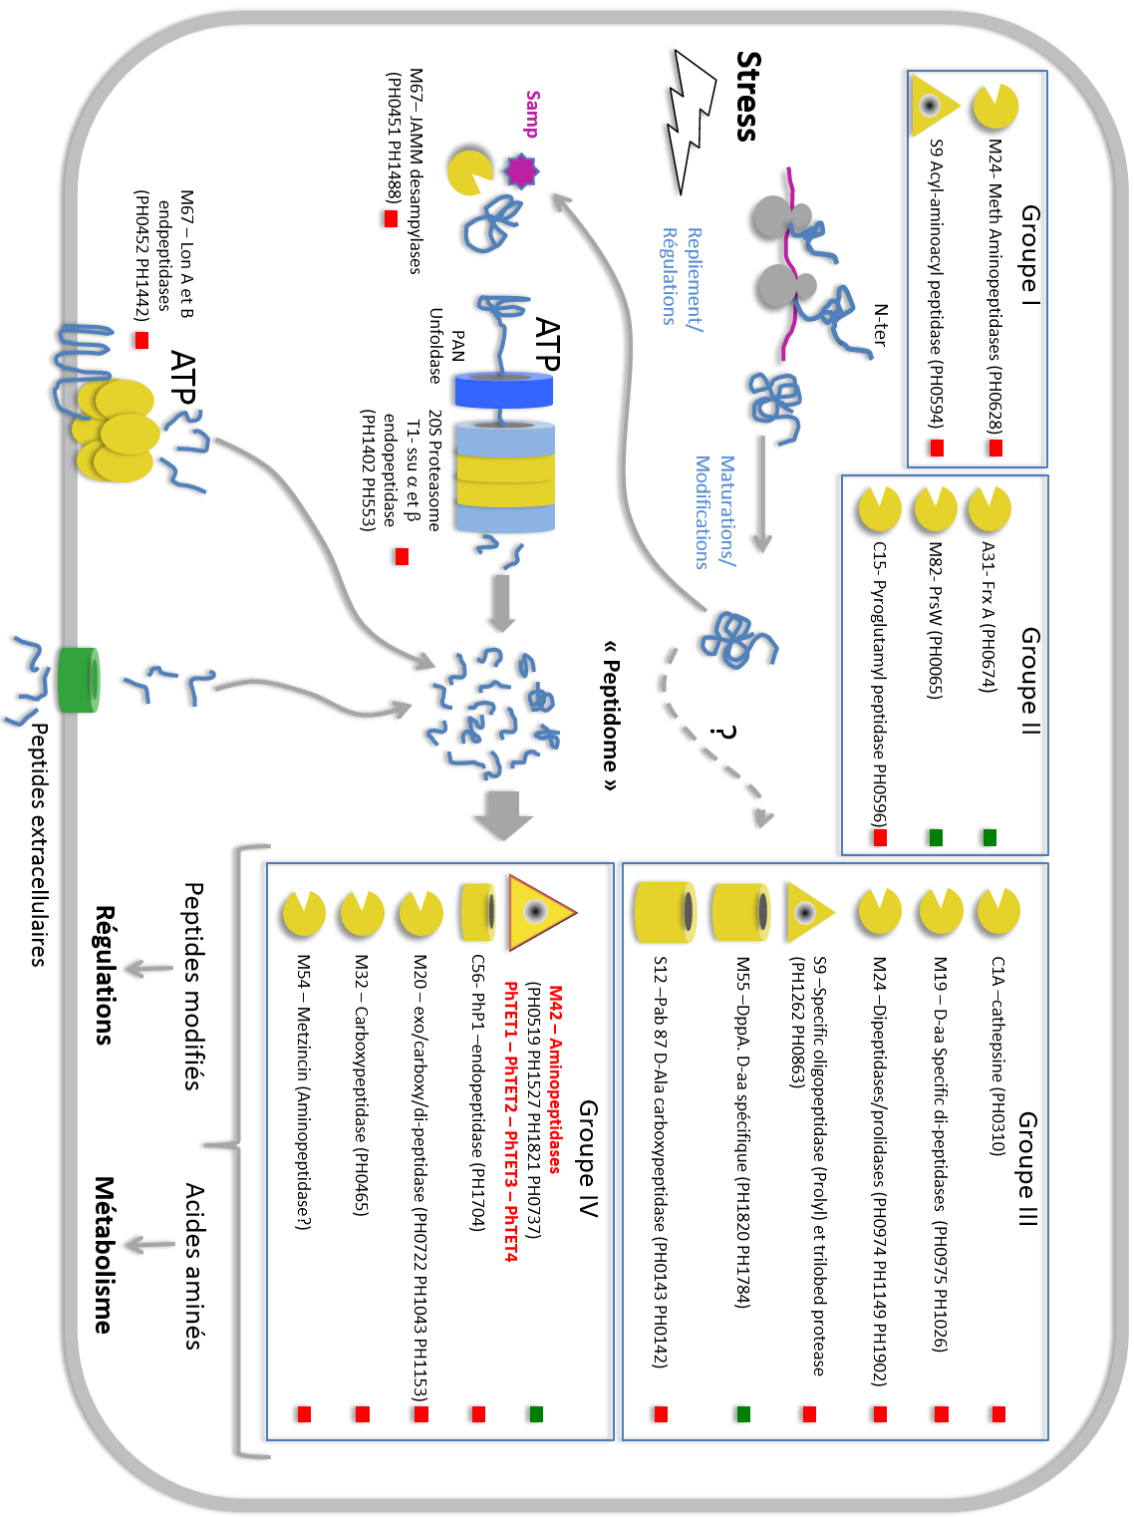 Groupe I
M24- Meth Aminopeptidases (PH0628)
S9 Acyl-aminoacyl peptidase (PH0594)
Groupe II
A31- Frx A (PH0674)
M82- PrsW (PH0065)
C15- Pyroglutamyl peptidase PH0596)
Groupe III
C1A –cathepsine (PH0310)
M19 – D-aa Specific di-peptidases (PH0975 PH1026)
M24 –Dipeptidases/prolidases (PH0974 PH1149 PH1902)
S9 –Specific oligopeptidase (Prolyl) et trilobed protease
(PH1262 PH0863)
M55 –DppA. D-aa spécifique (PH1820 PH1784)
S12 –Pab 87 D-Ala carboxypeptidase (PH0143 PH0142)
Stress
N-ter
Repliement/
Régulations
Maturations/
Modifications
?
Samp
M67– JAMM desampylases
(PH0451 PH1488)
ATP
PAN
Unfoldase
20S Proteasome
T1- ssu α et β
endopeptidase
(PH1402 PH553)
« Peptidome »
Groupe IV
M42 – Aminopeptidases
(PH0519 PH1527 PH1821 PH0737)
PhTET1 – PhTET2 – PhTET3 – PhTET4
C56- PhP1 –endopeptidase (PH1704)
M20 – exo/carboxy/di-peptidase (PH0722 PH1043 PH1153)
M32 – Carboxypeptidase (PH0465)
M54 – Metzincin (Aminopeptidase?)
M67 – Lon A et B
endpeptidases
(PH0452 PH1442)
ATP
Peptides extracellulaires
Peptides modifiés
Régulations
Acides aminés
Métabolisme